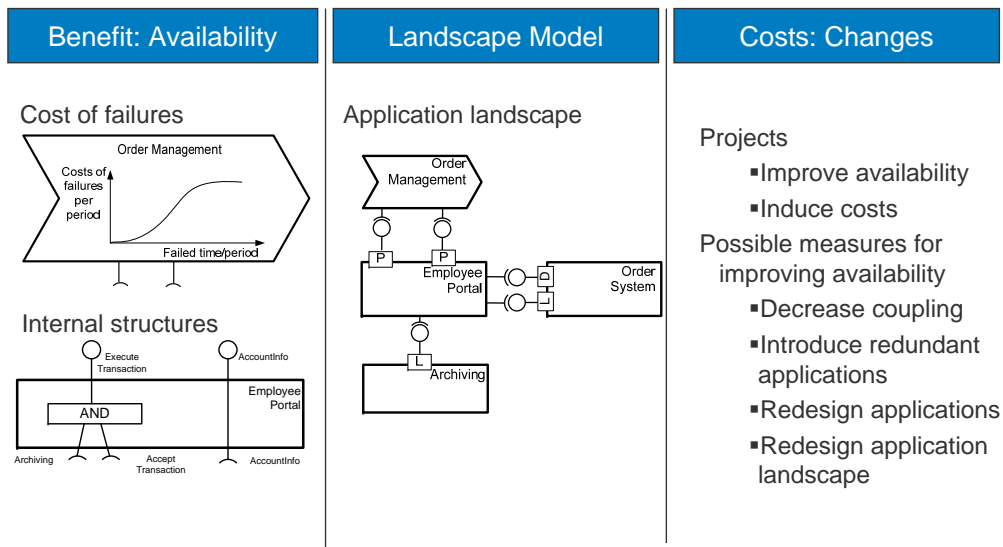 Benefit: Availability
Landscape Model
Costs: Changes
Cost of failures
Order Management
Costs of
failures
per
period
Failed time/period
Internal structures
Execute
Transaction
AccountInfo
Employee
Portal
AND
Archiving
Accept
Transaction
AccountInfo
Application landscape
Order
Management
P
P
Employee
Portal
D
L
Order
System
L
Archiving
Projects
▪Improve availability
▪Induce costs
Possible measures for
improving availability
▪Decrease coupling
▪Introduce redundant
applications
▪Redesign applications
▪Redesign application
landscape